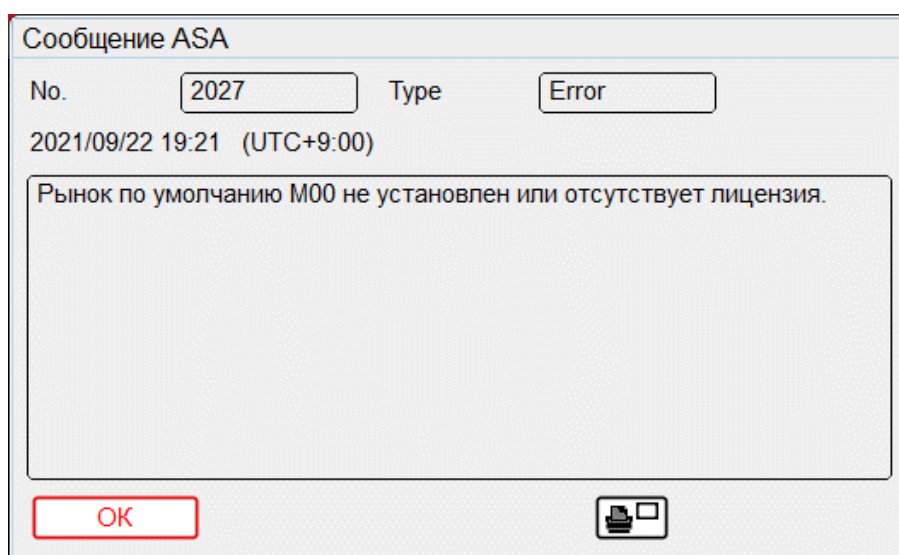 Сообщение ASA
No. 2027 Type Error
2021/09/22 19:21 (UTC+9:00)
Рынок по умолчанию M00 не установлен или отсутствует лицензия.
ОК